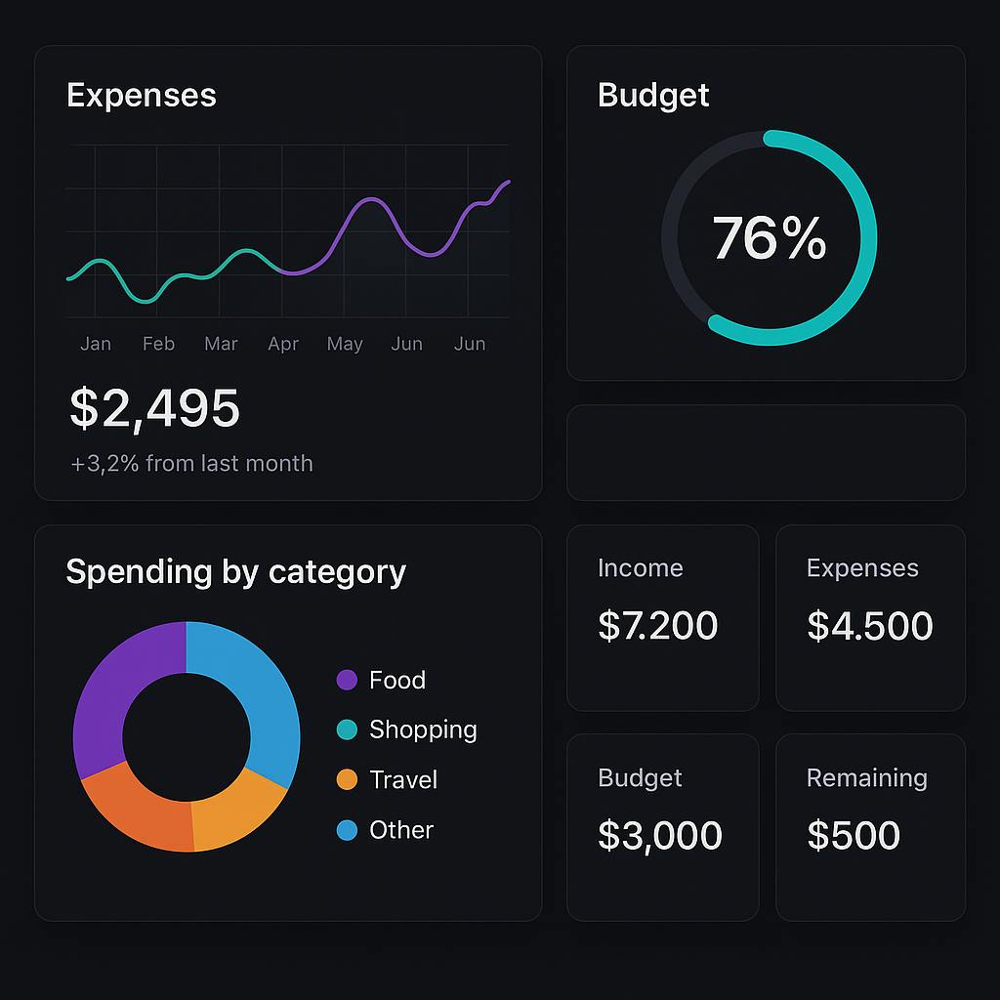 Expenses
Jan Feb Mar Apr May Jun Jun
$2,495
+3,2% from last month
Budget
76%
Spending by category
Food
Shopping
Travel
Other
Income
$7.200
Expenses
$4.500
Budget
$3,000
Remaining
$500